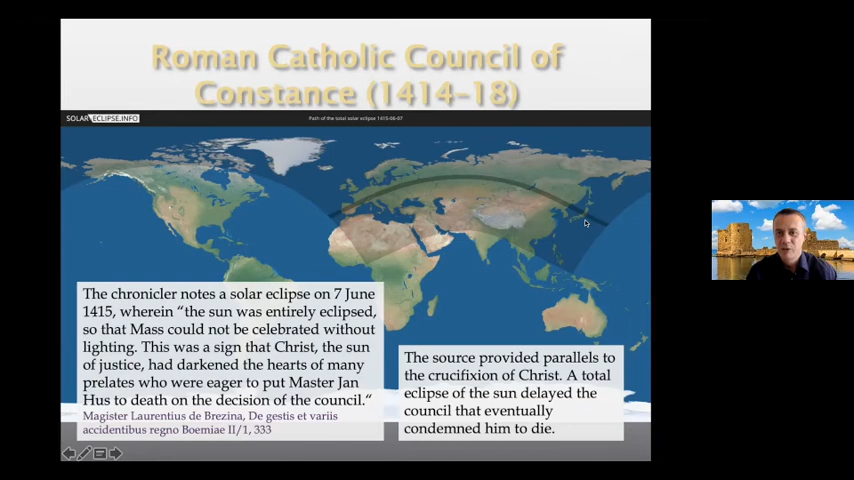 Roman Catholic Council of
Constance (1414–18)
SOLAR ECLIPSE.INFO
Path of the total solar eclipse 1415-06-07
The chronicler notes a solar eclipse on 7 June
1415, wherein “the sun was entirely eclipsed,
so that Mass could not be celebrated without
lighting. This was a sign that Christ, the sun
of justice, had darkened the hearts of many
prelates who were eager to put Master Jan
Hus to death on the decision of the council.“
Magister Laurentius de Brezina, De gestis et variis
accidentibus regno Boemiae II/1, 333
The source provided parallels to
the crucifixion of Christ. A total
eclipse of the sun delayed the
council that eventually
condemned him to die.